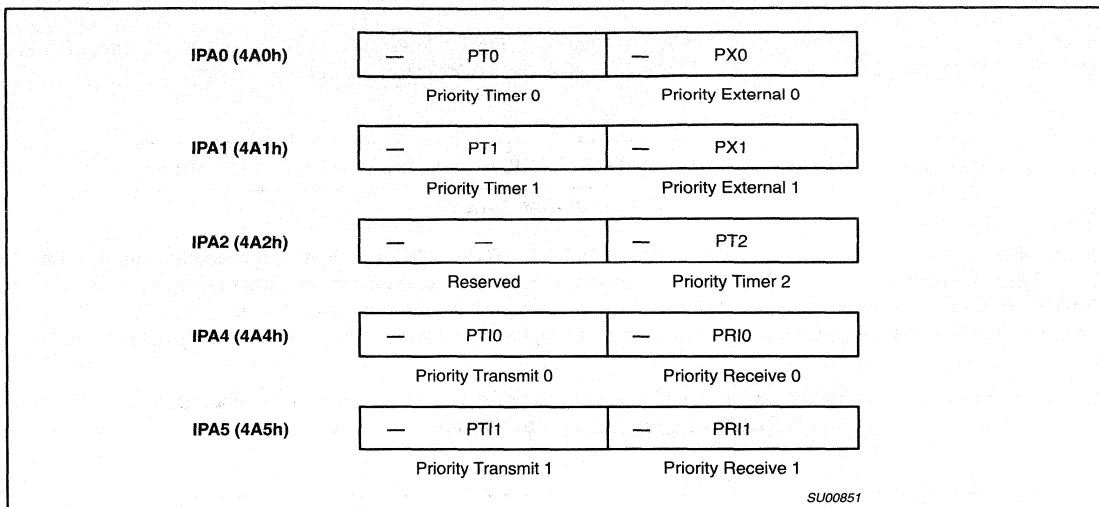 IPA0 (4A0h) — PT0 — PX0
Priority Timer 0 Priority External 0
IPA1 (4A1h) — PT1 — PX1
Priority Timer 1 Priority External 1
IPA2 (4A2h) — — — PT2
Reserved Priority Timer 2
IPA4 (4A4h) — PTI0 — PRI0
Priority Transmit 0 Priority Receive 0
IPA5 (4A5h) — PTI1 — PRI1
Priority Transmit 1 Priority Receive 1
SU00851